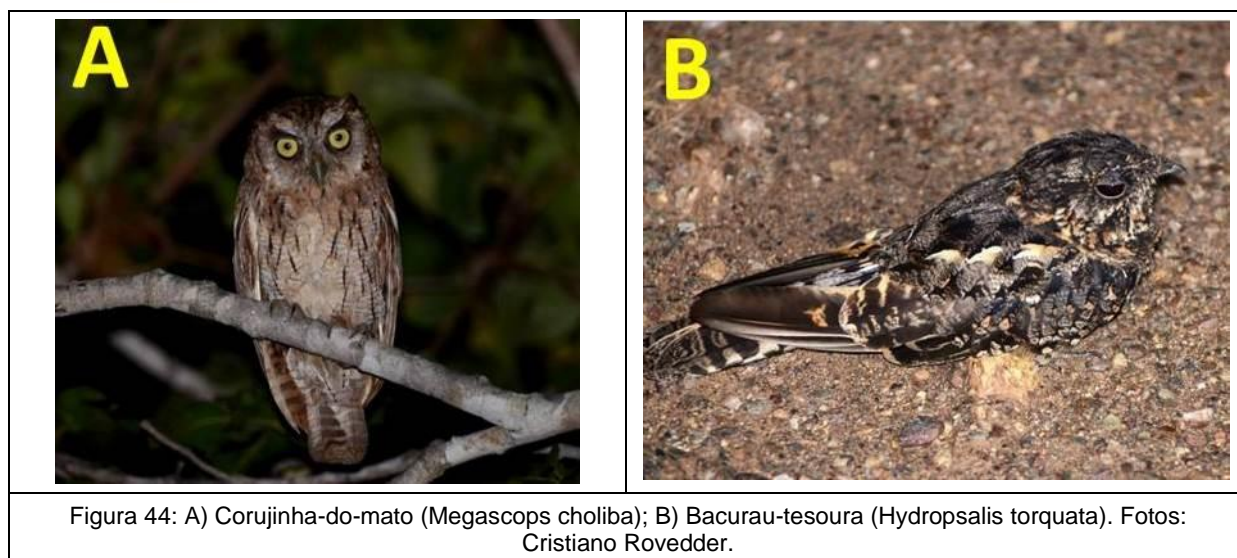 A
B
Figura 44: A) Corujinha-do-mato (Megascops choliba); B) Bacurau-tesoura (Hydropsalis torquata). Fotos:
Cristiano Rovedder.